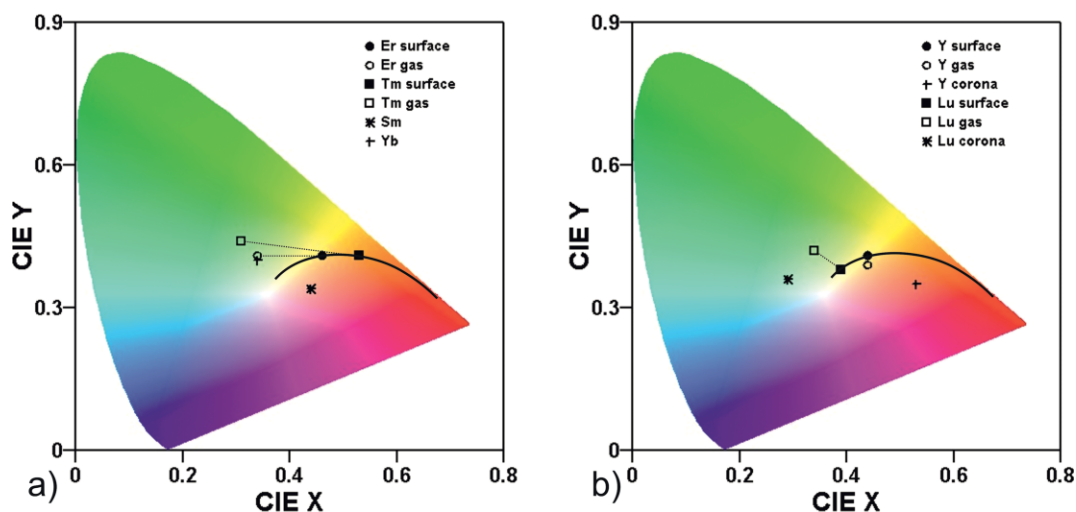 0.9
● Er surface
○ Er gas
■ Tm surface
□ Tm gas
✱ Sm
+ Yb
0.6
CIE Y
0.3
0
0 0.2 0.4 0.6 0.8
a) CIE X
0.9
● Y surface
○ Y gas
+ Y corona
■ Lu surface
□ Lu gas
✱ Lu corona
0.6
CIE Y
0.3
0
0 0.2 0.4 0.6 0.8
b) CIE X